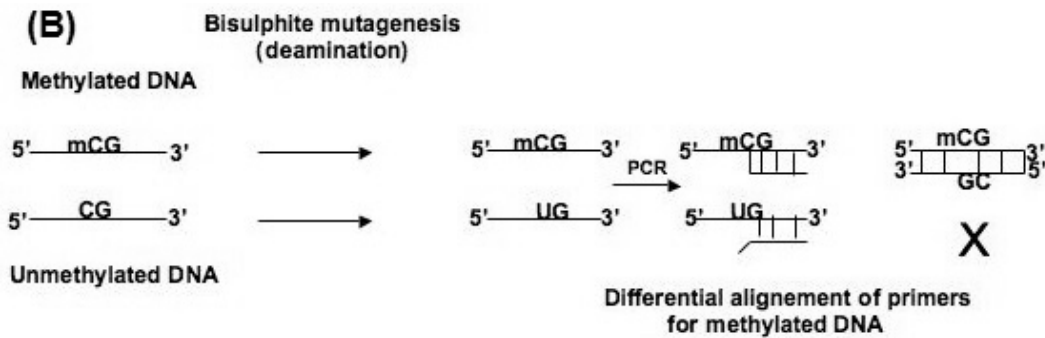 (B)
Bisulphite mutagenesis
(deamination)
Methylated DNA
5' mCG 3'
5' mCG 3'
5' mCG 3'
mCG
3'
3' GC 5'
PCR
5' CG 3'
5' UG 3'
5' UG 3'
X
Unmethylated DNA
Differential alignement of primers
for methylated DNA